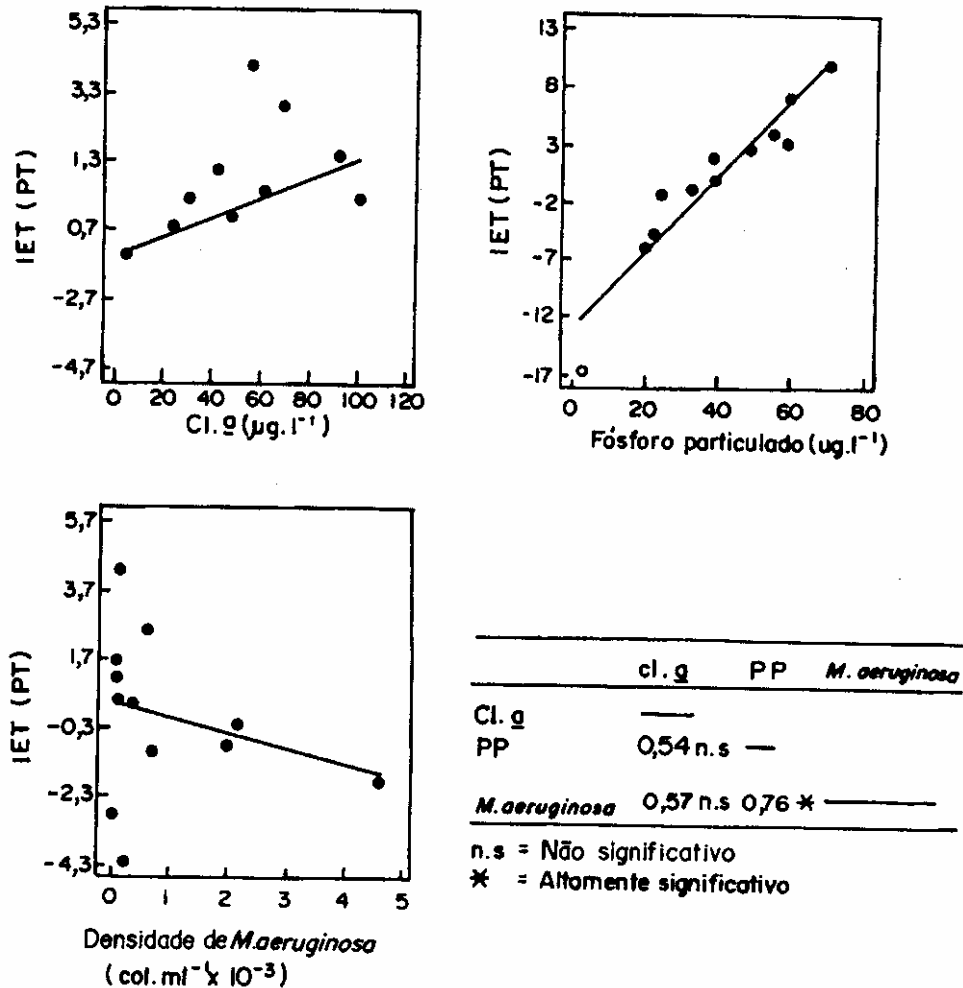 5,3
3,3
1,3
0,7
-2,7
-4,7
IET (PT)
0 20 40 60 80 100 120
Cl. a (µg.l⁻¹)
13
8
3
-2
-7
-12
-17
IET (PT)
0 20 40 60 80
Fósforo particulado (ug.l⁻¹)
5,7
3,7
1,7
-0,3
-2,3
-4,3
IET (PT)
0 1 2 3 4 5
Densidade de M.aeruginosa
(col. ml⁻¹x 10⁻³)
cl. a PP M. aeruginosa
Cl. a —
PP 0,54 n.s —
M.aeruginosa 0,57 n.s 0,76 * —
n.s = Não significativo
* = Altamente significativo